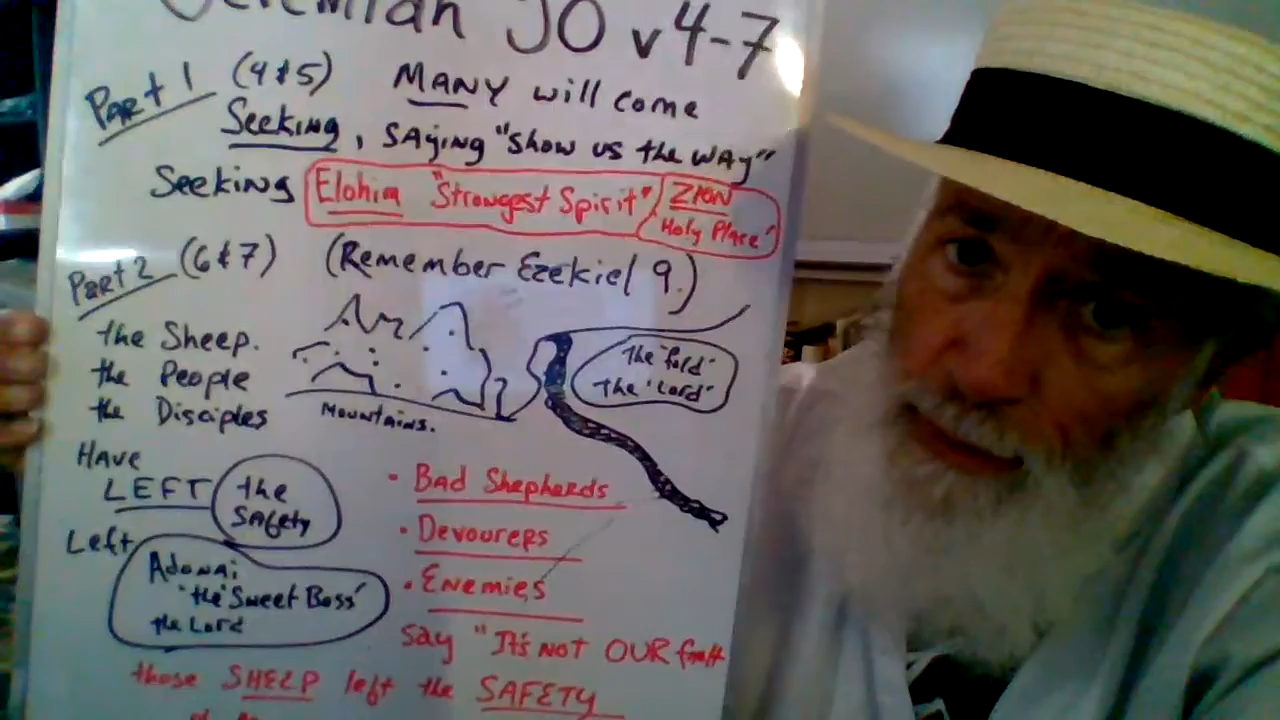 Jeremiah 50 v 4-7
Part 1 (4 & 5) MANY will come
Seeking, SAying "Show us the WAy"
Seeking Elohim "Strongest Spirit" ZION
'Holy Place'
Part 2 (6 & 7) (Remember Ezekiel 9.)
the Sheep.
the People
the Disciples
Mountains.
the 'fold'
the 'Lord'
HAve
LEFT the
SAfety
Left
Adonai
"the 'Sweet Boss'
the Lord
• BAd Shepherds
• Devourers
• Enemies
say "It's NOT OUR fault
those SHEEP left the SAFETY